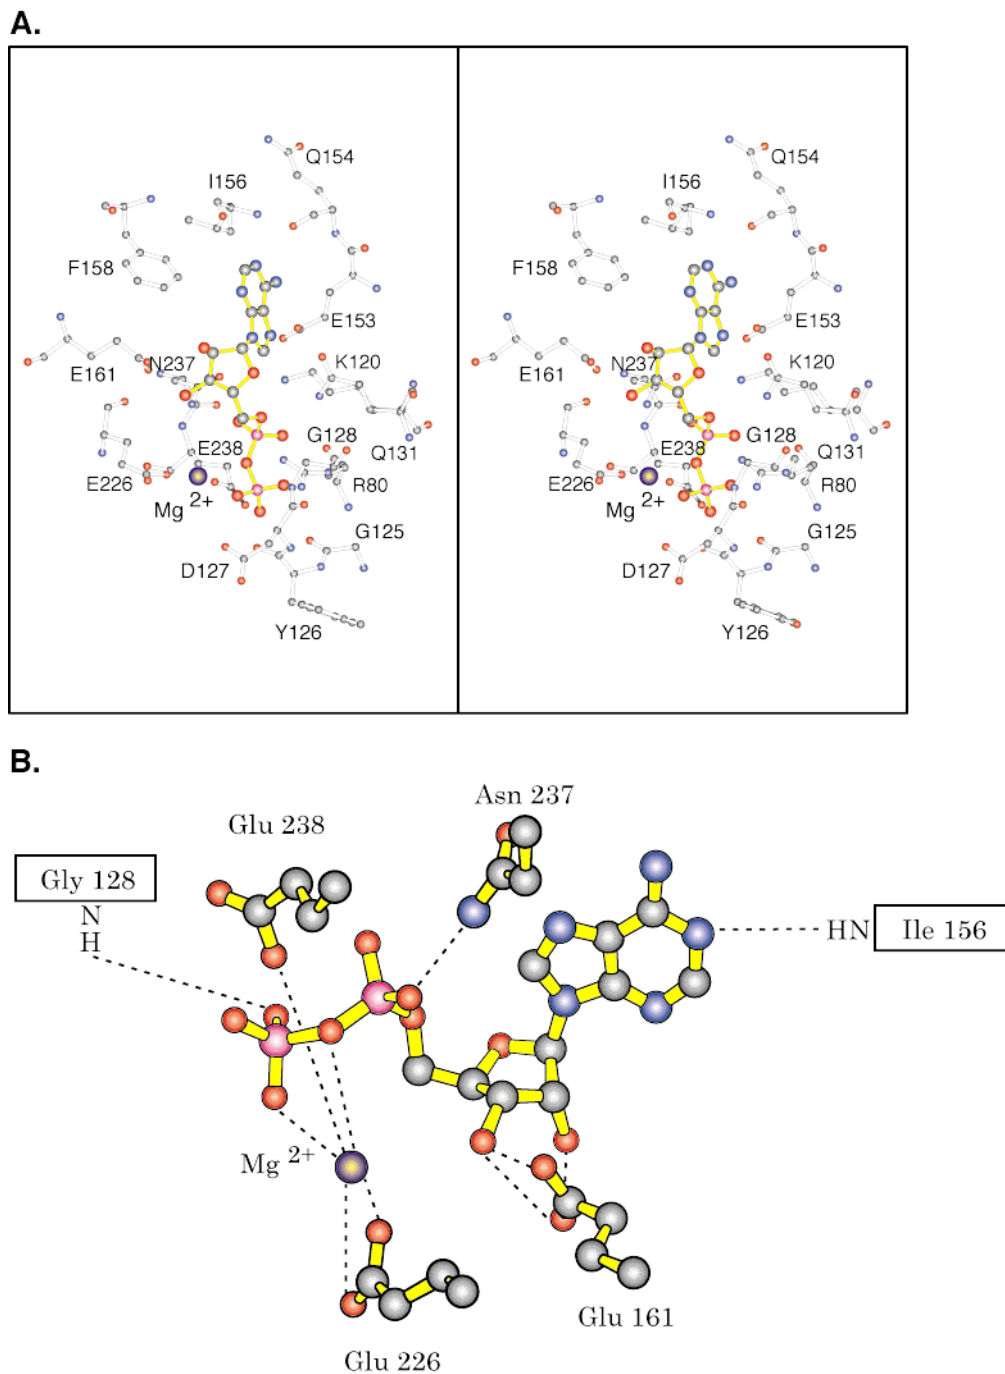 A.
Q154
I156
F158
E153
E161
N237
K120
G128
E238
Q131
E226
R80
Mg 2+
G125
D127
Y126
Q154
I156
F158
E153
E161
N237
K120
G128
E238
Q131
E226
R80
Mg 2+
G125
D127
Y126
B.
Asn 237
Glu 238
Gly 128
N
H
HN
Ile 156
Mg 2+
Glu 161
Glu 226